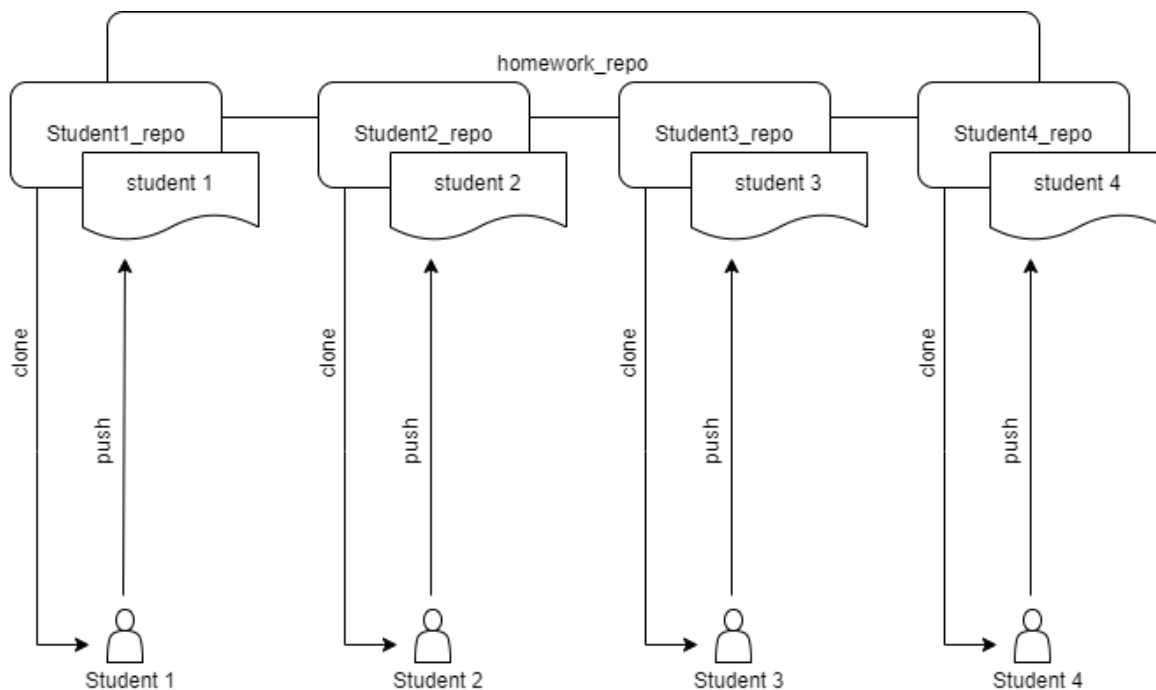 homework_repo
Student1_repo
Student2_repo
Student3_repo
Student4_repo
student 1
student 2
student 3
student 4
clone
clone
clone
clone
push
push
push
push
Student 1
Student 2
Student 3
Student 4